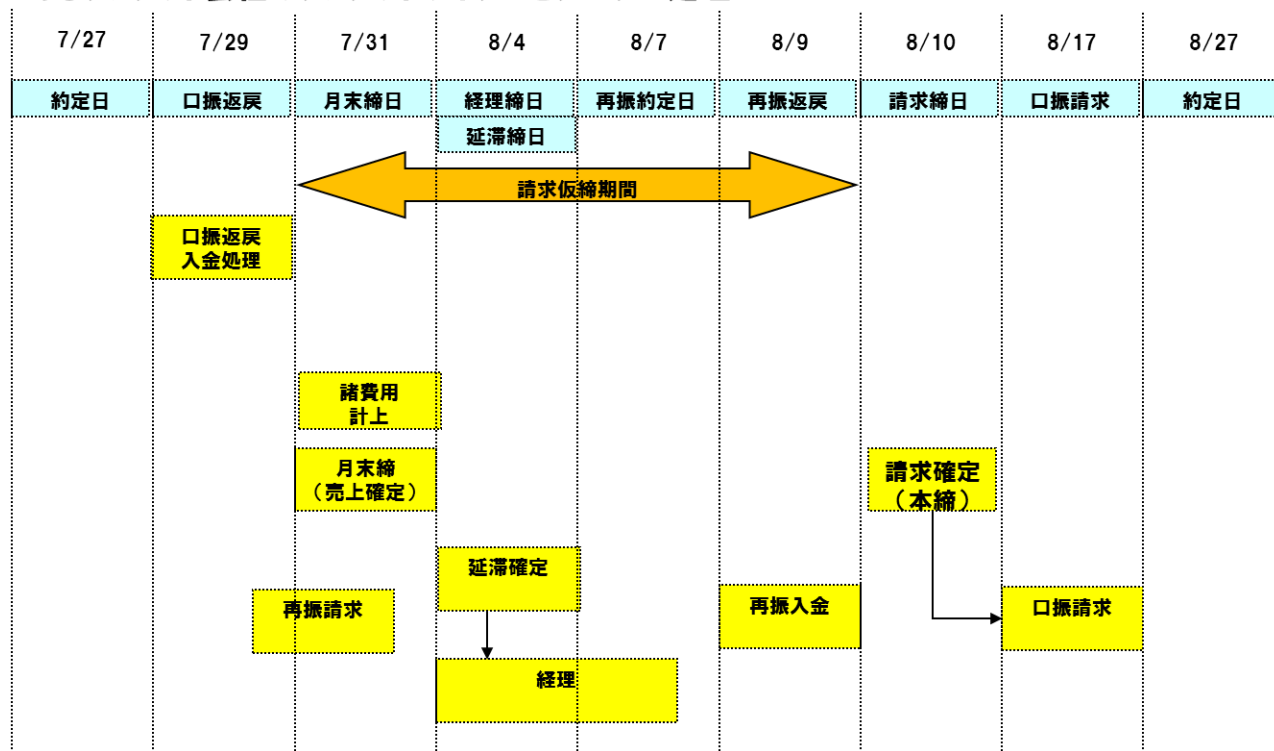 7/27
7/29
7/31
8/4
8/7
8/9
8/10
8/17
8/27
約定日
口振返戻
月末締日
経理締日
再振約定日
再振返戻
請求締日
口振請求
約定日
延滞締日
請求仮締期間
口振返戻
入金処理
諸費用
計上
月末締
（売上確定）
請求確定
（本締）
延滞確定
再振請求
再振入金
口振請求
経理